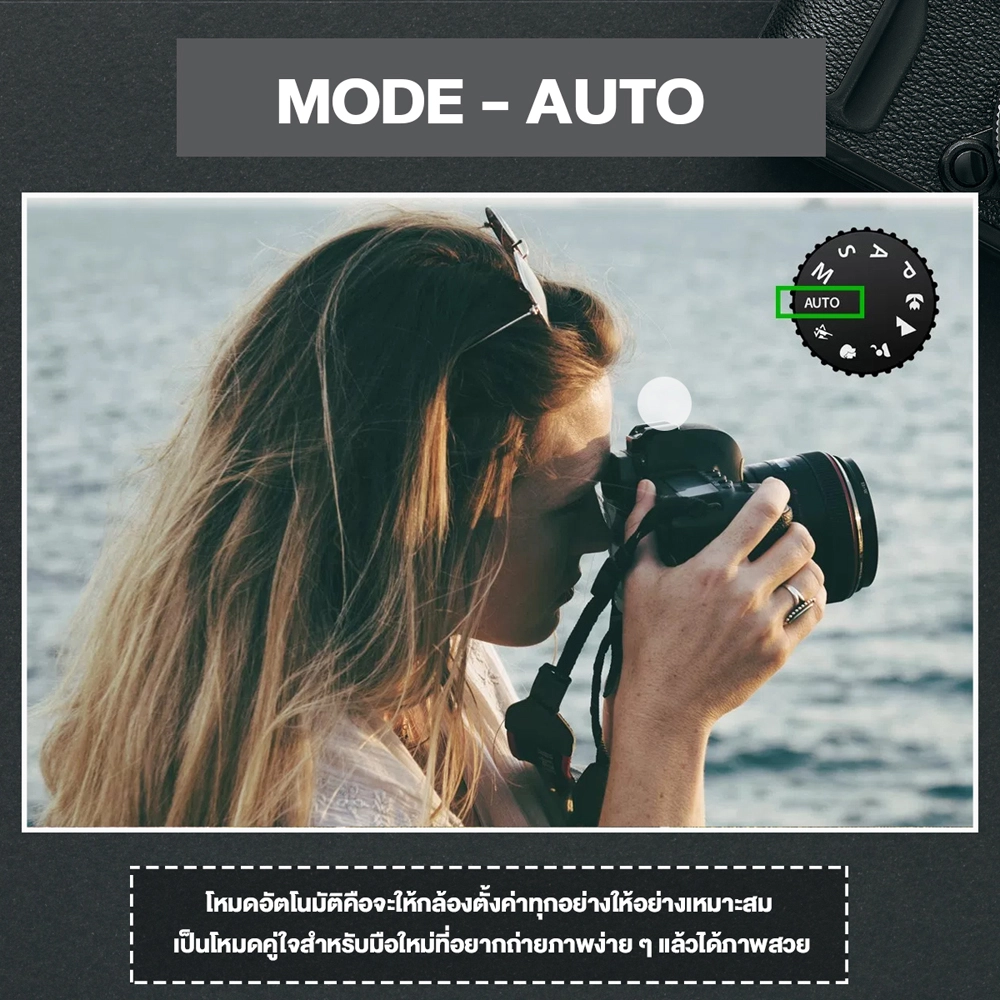 MODE - AUTO
S A
M P
AUTO
โหมดอัตโนมัติคือจะให้กล้องตั้งค่าทุกอย่างให้อย่างเหมาะสม
เป็นโหมดคู่ใจสำหรับมือใหม่ที่อยากถ่ายภาพง่าย ๆ แล้วได้ภาพสวย